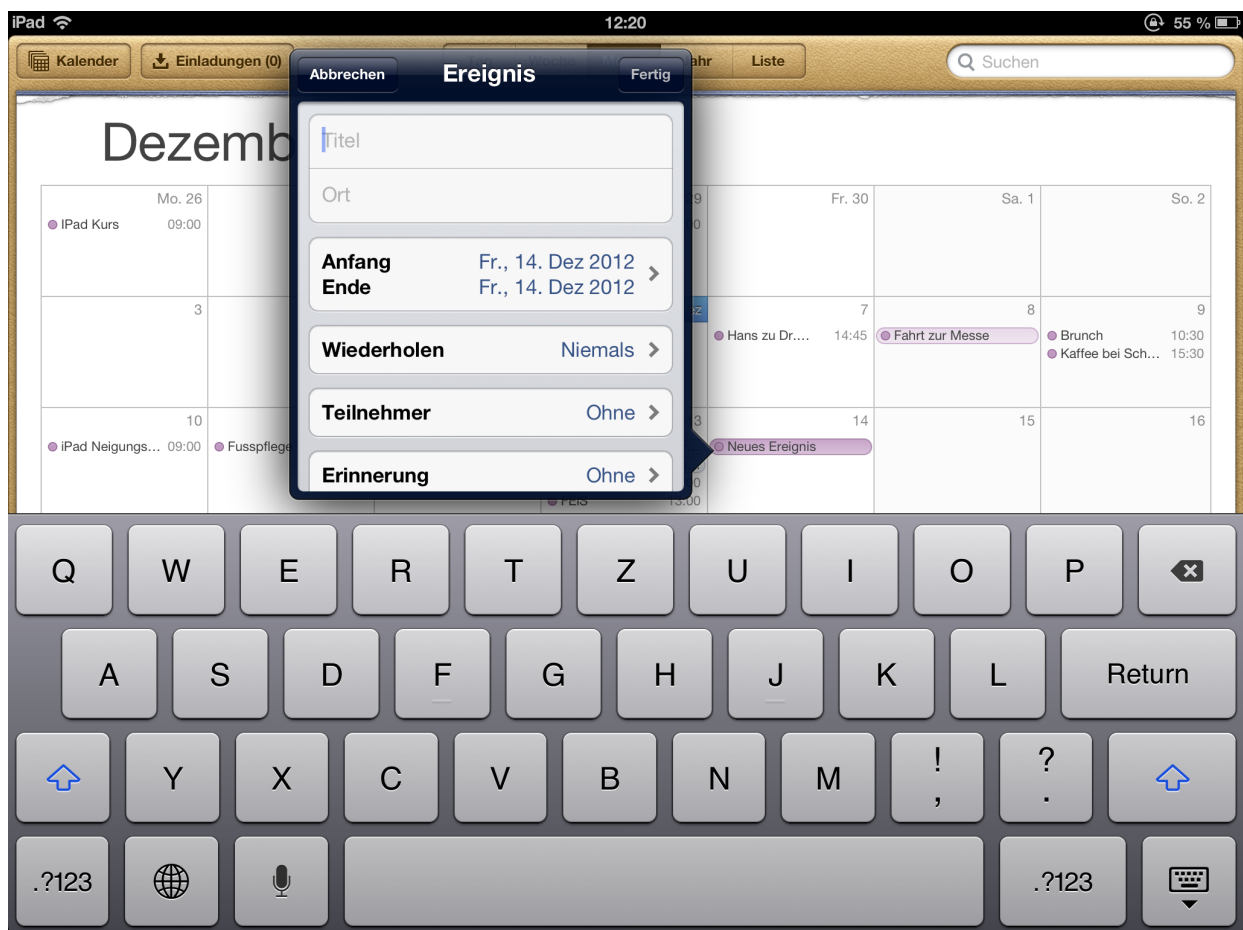 iPad 12:20 55 %
Kalender Einladungen (0) Liste Suchen
Abbrechen Ereignis Fertig
Dezemb
Titel
Ort
Anfang Fr., 14. Dez 2012
Ende Fr., 14. Dez 2012
Wiederholen Niemals
Teilnehmer Ohne
Erinnerung Ohne
Mo. 26 9 Fr. 30 Sa. 1 So. 2
IPad Kurs 09:00
3 7 8 9
Hans zu Dr.... 14:45 Fahrt zur Messe Brunch 10:30
Kaffee bei Sch... 15:30
10 3 14 15 16
iPad Neigungs... 09:00 Fusspflege Neues Ereignis
13:00
Q W E R T Z U I O P
A S D F G H J K L Return
Y X C V B N M ! , ? .
.?123 .?123